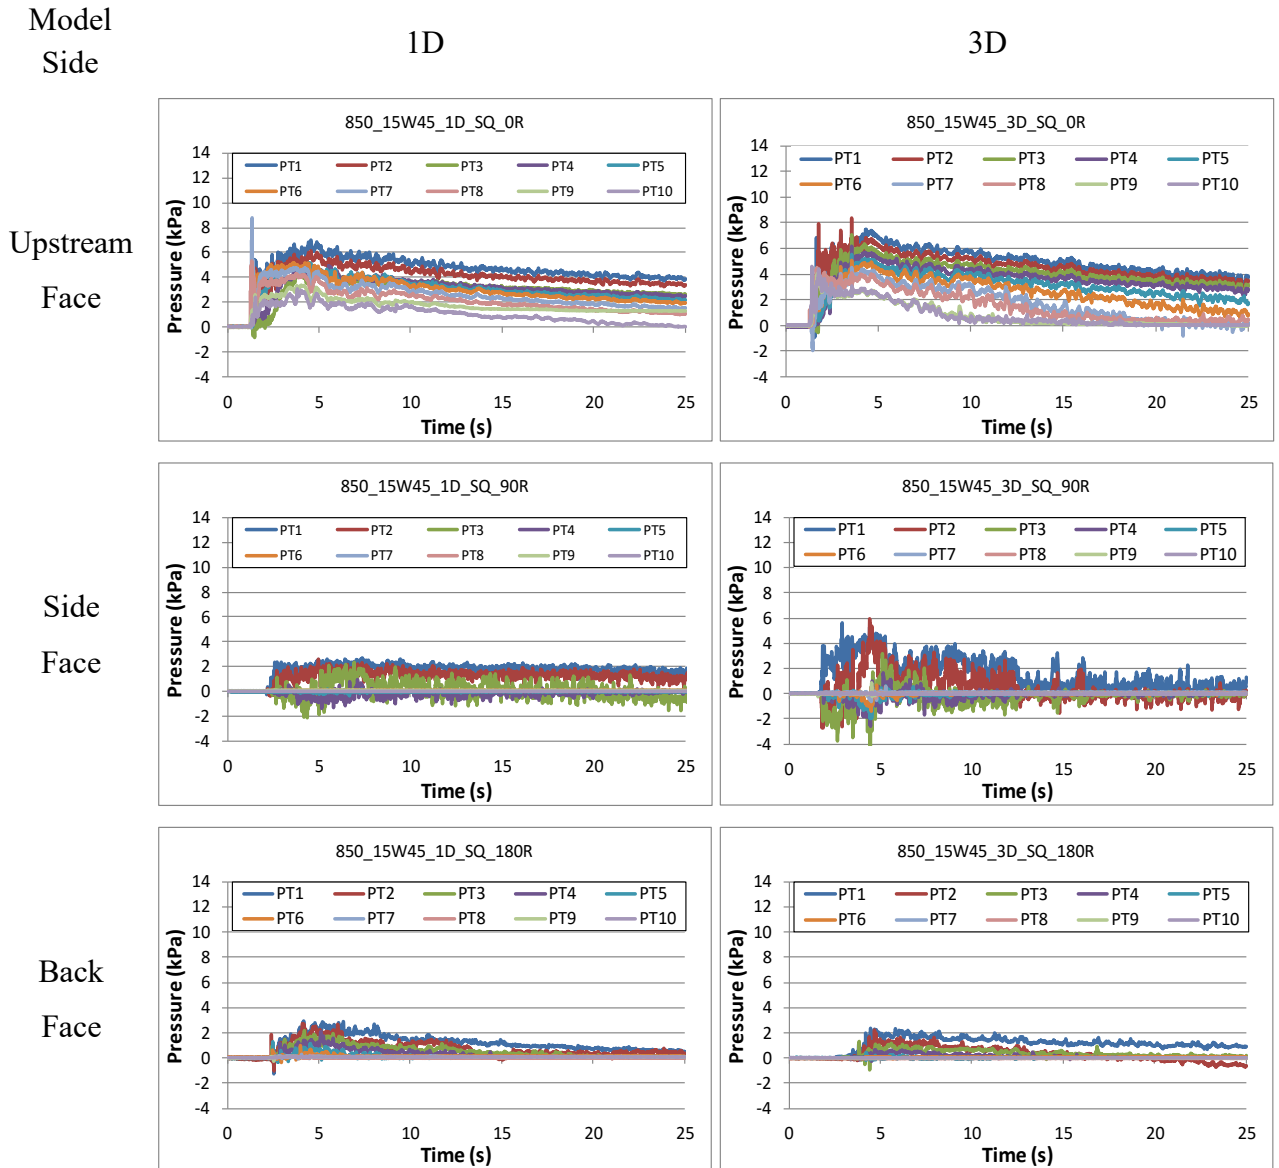 Model
Side
1D
3D
Upstream
Face
850_15W45_1D_SQ_0R
PT1 PT2 PT3 PT4 PT5
PT6 PT7 PT8 PT9 PT10
Pressure (kPa)
14
12
10
8
6
4
2
0
-2
-4
0 5 10 15 20 25
Time (s)
850_15W45_3D_SQ_0R
PT1 PT2 PT3 PT4 PT5
PT6 PT7 PT8 PT9 PT10
Pressure (kPa)
14
12
10
8
6
4
2
0
-2
-4
0 5 10 15 20 25
Time (s)
Side
Face
850_15W45_1D_SQ_90R
PT1 PT2 PT3 PT4 PT5
PT6 PT7 PT8 PT9 PT10
Pressure (kPa)
14
12
10
8
6
4
2
0
-2
-4
0 5 10 15 20 25
Time (s)
850_15W45_3D_SQ_90R
PT1 PT2 PT3 PT4 PT5
PT6 PT7 PT8 PT9 PT10
Pressure (kPa)
14
12
10
8
6
4
2
0
-2
-4
0 5 10 15 20 25
Time (s)
Back
Face
850_15W45_1D_SQ_180R
PT1 PT2 PT3 PT4 PT5
PT6 PT7 PT8 PT9 PT10
Pressure (kPa)
14
12
10
8
6
4
2
0
-2
-4
0 5 10 15 20 25
Time (s)
850_15W45_3D_SQ_180R
PT1 PT2 PT3 PT4 PT5
PT6 PT7 PT8 PT9 PT10
Pressure (kPa)
14
12
10
8
6
4
2
0
-2
-4
0 5 10 15 20 25
Time (s)